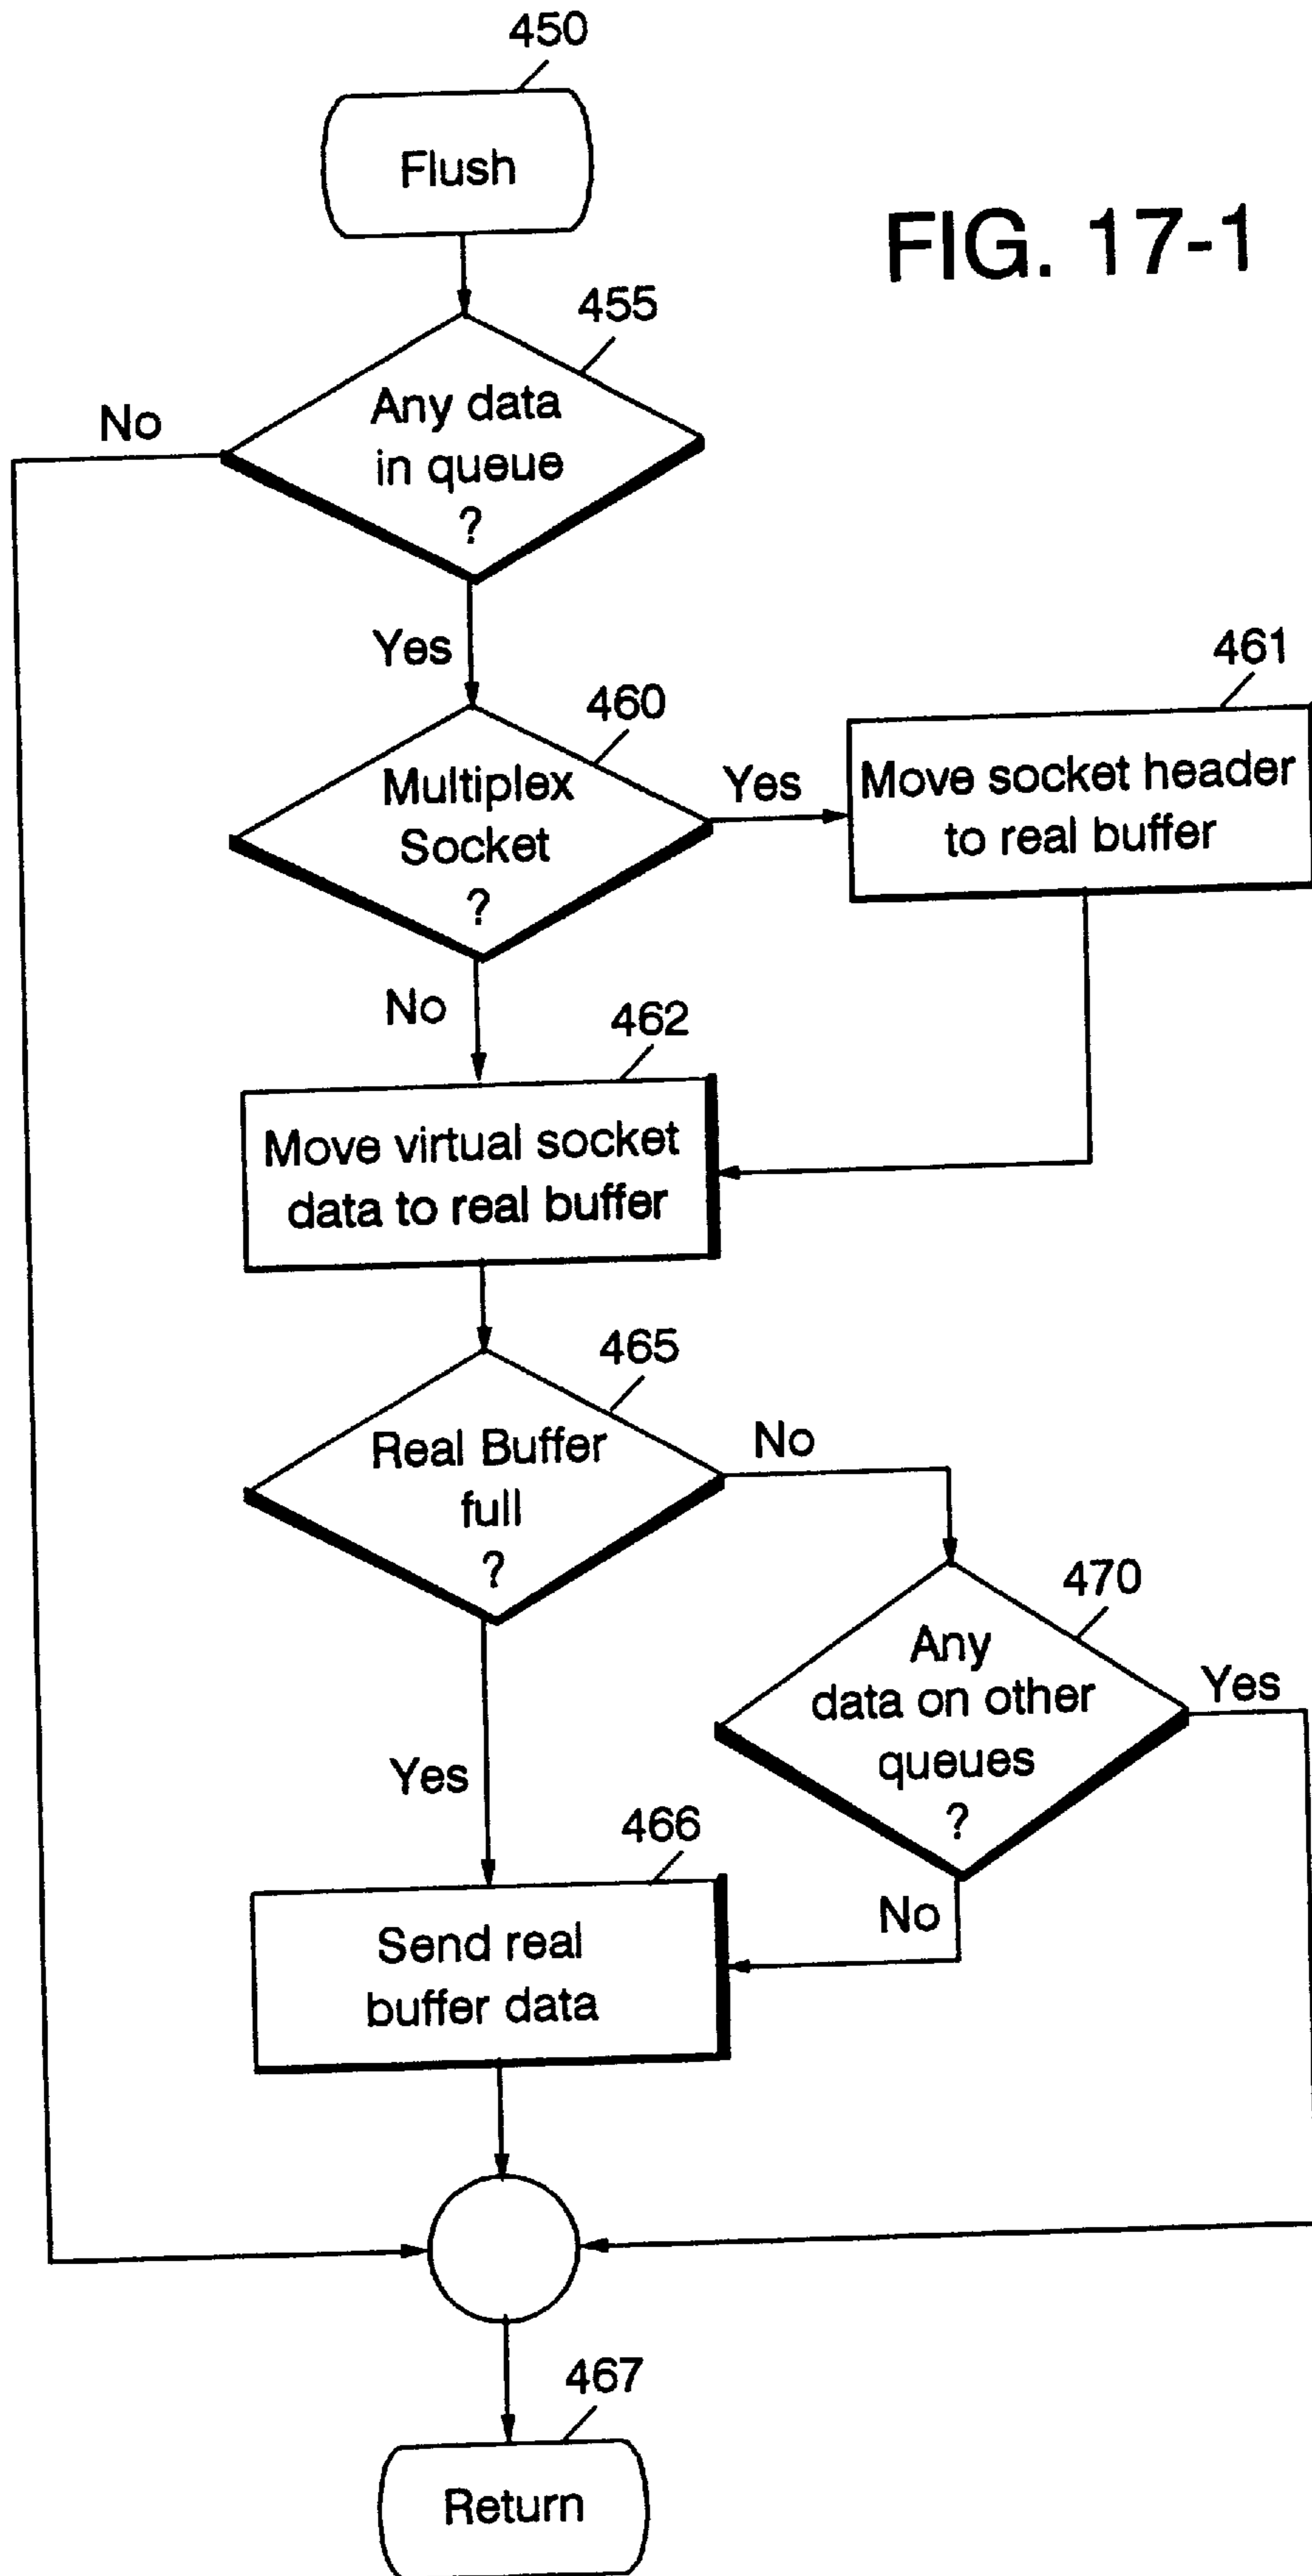 450
Flush
FIG. 17-1
455
Any data
in queue
?
No
Yes
460
461
Multiplex
Socket
?
Yes
Move socket header
to real buffer
No
462
Move virtual socket
data to real buffer
465
Real Buffer
full
?
No
470
Any
data on other
queues
?
Yes
Yes
466
No
Send real
buffer data
467
Return